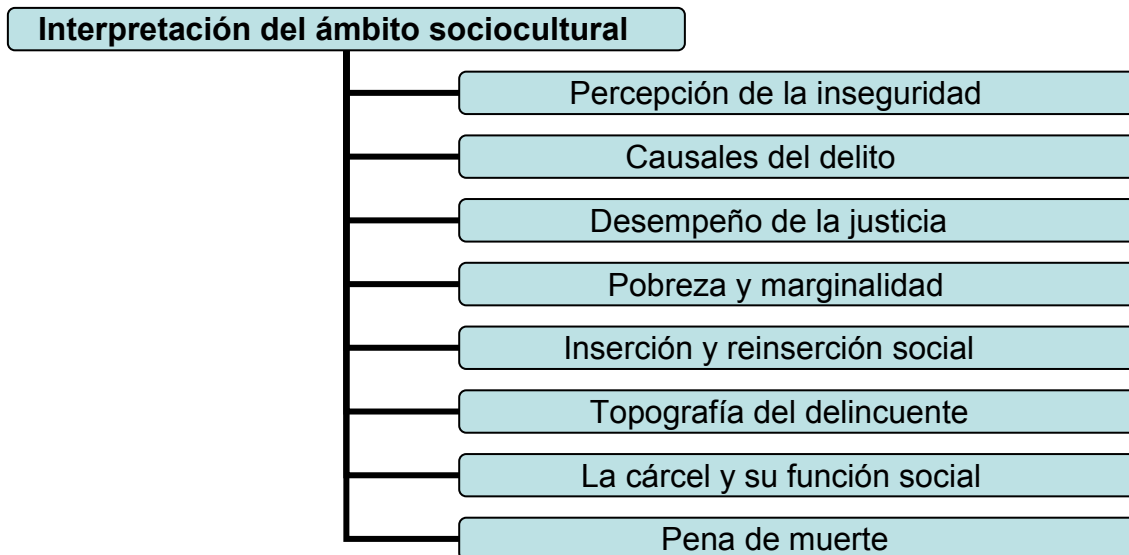 Interpretación del ámbito sociocultural
Percepción de la inseguridad
Causales del delito
Desempeño de la justicia
Pobreza y marginalidad
Inserción y reinserción social
Topografía del delincuente
La cárcel y su función social
Pena de muerte